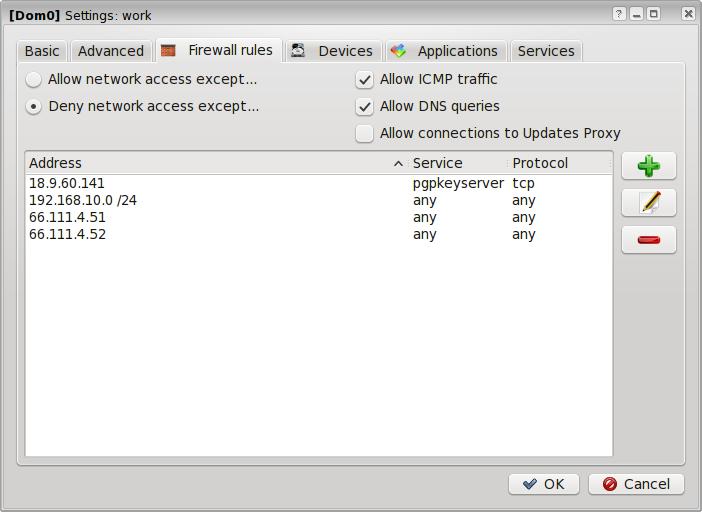 [Dom0] Settings: work
Basic Advanced Firewall rules Devices Applications Services
Allow network access except... Allow ICMP traffic
Deny network access except... Allow DNS queries
Allow connections to Updates Proxy
Address Service Protocol
18.9.60.141 pgpkeyserver tcp
192.168.10.0 /24 any any
66.111.4.51 any any
66.111.4.52 any any
OK Cancel